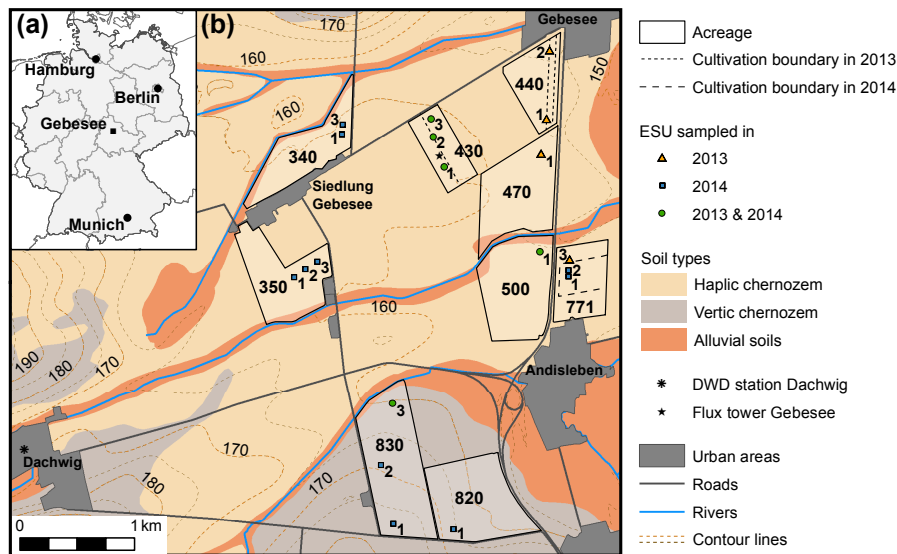 (a)
Hamburg
Berlin
Gebesee
Munich
(b)
160
170
Gebesee
2
440
150
160
3
1
340
1
3
2
430
1
1
470
Siedlung
Gebesee
350
1
2
3
1
500
3
2
1
771
160
190
180
170
Andisleben
3
170
830
170
2
820
Dachwig
180
1
1
0
1 km
Acreage
Cultivation boundary in 2013
Cultivation boundary in 2014
ESU sampled in
2013
2014
2013 & 2014
Soil types
Haplic chernozem
Vertic chernozem
Alluvial soils
DWD station Dachwig
Flux tower Gebesee
Urban areas
Roads
Rivers
Contour lines